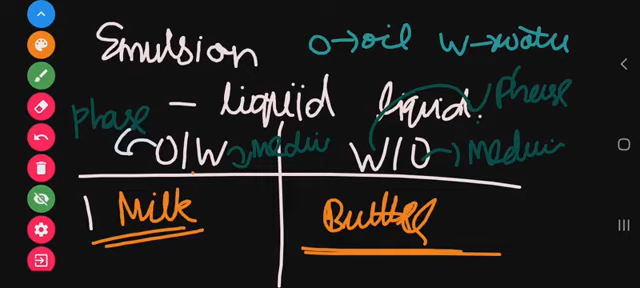 Emulsion O→oil W→water
- liquid liquid.
phase Phase
O/W → Medium W/O → Medium
1 Milk Butter